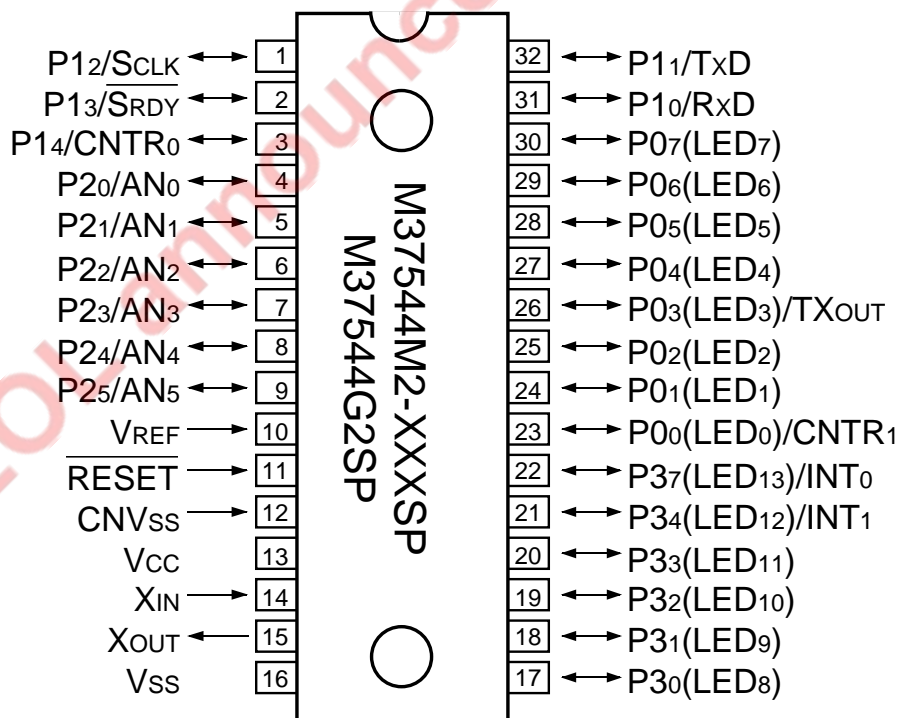 P12/SCLK 1
P13/SRDY 2
P14/CNTR0 3
P20/AN0 4
P21/AN1 5
P22/AN2 6
P23/AN3 7
P24/AN4 8
P25/AN5 9
VREF 10
RESET 11
CNVSS 12
VCC 13
XIN 14
XOUT 15
VSS 16
M37544M2-XXXSP
M37544G2SP
32 P11/TXD
31 P10/RXD
30 P07(LED7)
29 P06(LED6)
28 P05(LED5)
27 P04(LED4)
26 P03(LED3)/TXOUT
25 P02(LED2)
24 P01(LED1)
23 P00(LED0)/CNTR1
22 P37(LED13)/INT0
21 P34(LED12)/INT1
20 P33(LED11)
19 P32(LED10)
18 P31(LED9)
17 P30(LED8)
EOL announce